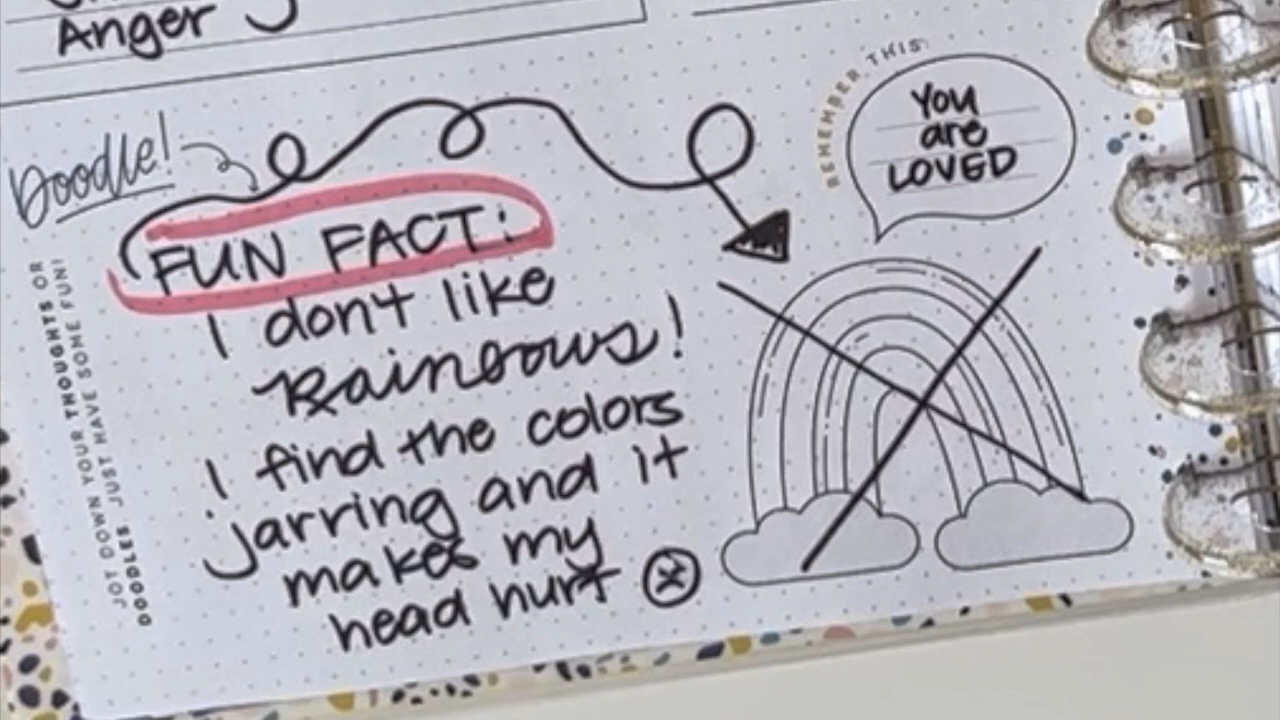 Anger
Doodle!
REMEMBER THIS:
You
are
LOVED
FUN FACT:
I don't like
Rainbows!
I find the colors
jarring and it
makes my
head hurt
JOT DOWN YOUR THOUGHTS OR
DOODLES JUST HAVE SOME FUN!